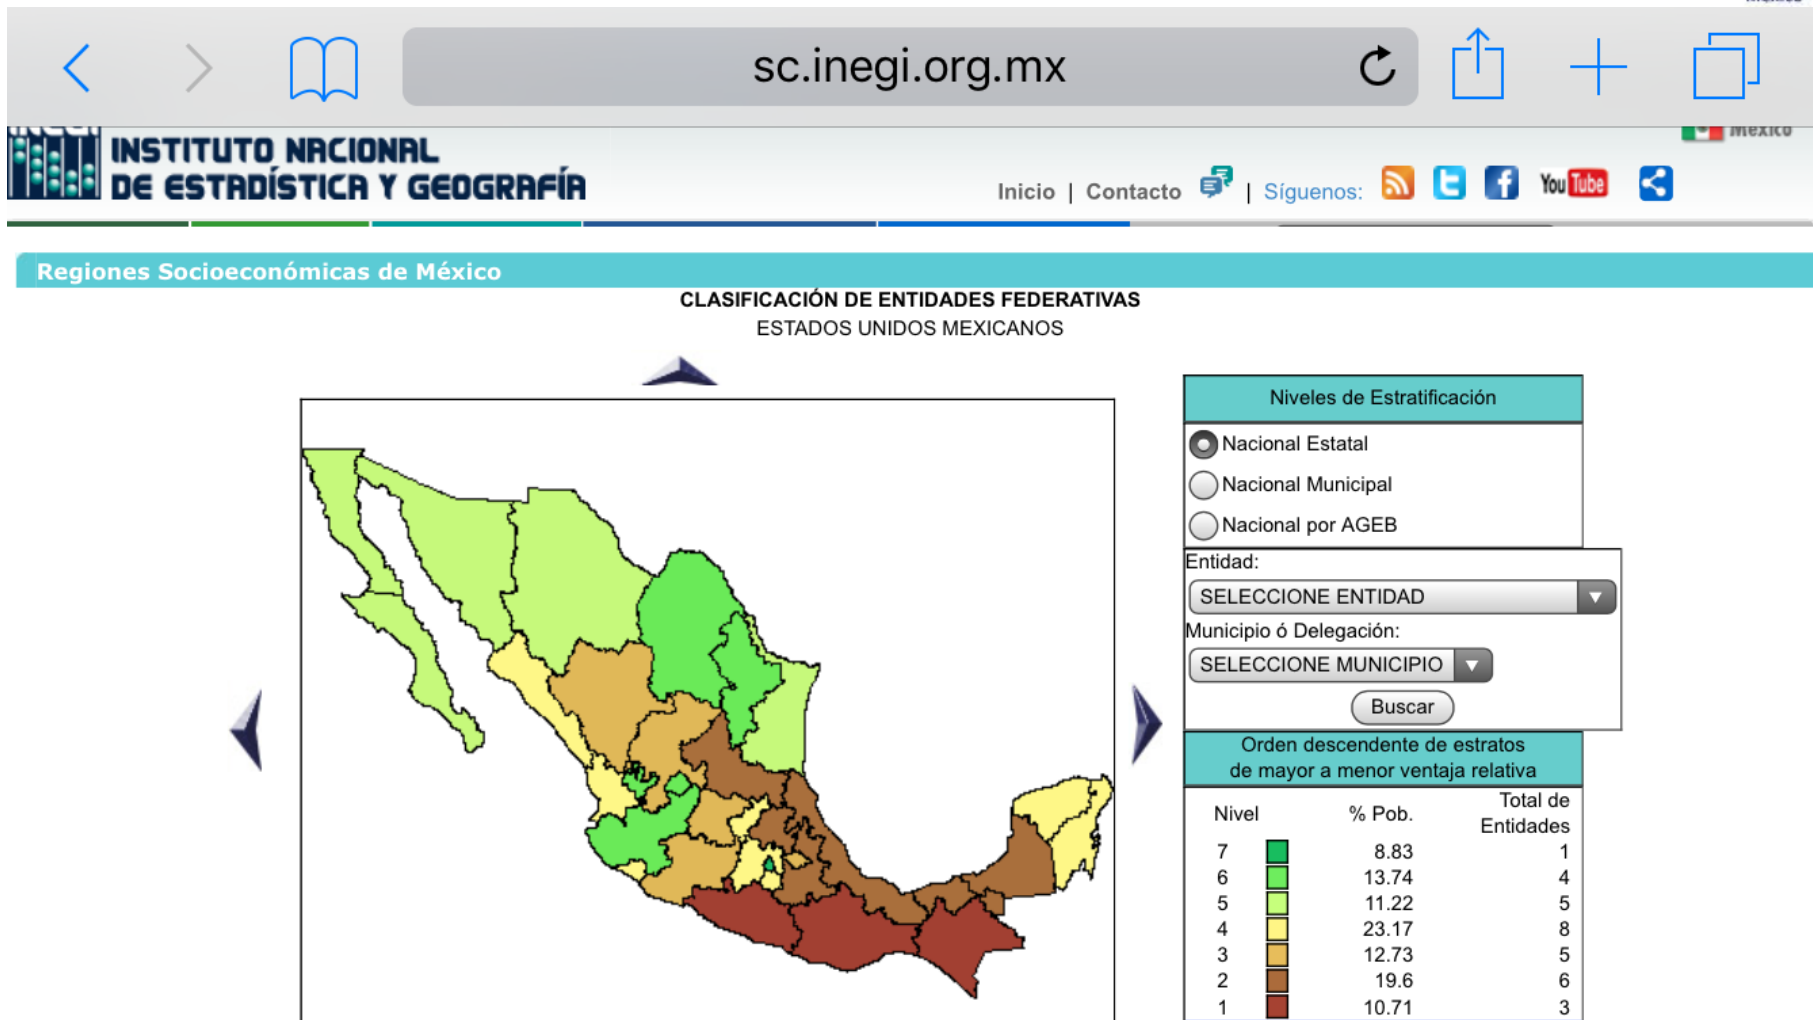 sc.inegi.org.mx
INSTITUTO NACIONAL
DE ESTADÍSTICA Y GEOGRAFÍA
México
Inicio | Contacto | Síguenos: You Tube
Regiones Socioeconómicas de México
CLASIFICACIÓN DE ENTIDADES FEDERATIVAS
ESTADOS UNIDOS MEXICANOS
Niveles de Estratificación
Nacional Estatal
Nacional Municipal
Nacional por AGEB
Entidad:
SELECCIONE ENTIDAD
Municipio ó Delegación:
SELECCIONE MUNICIPIO
Buscar
Orden descendente de estratos
de mayor a menor ventaja relativa
Nivel % Pob. Total de Entidades
7 8.83 1
6 13.74 4
5 11.22 5
4 23.17 8
3 12.73 5
2 19.6 6
1 10.71 3